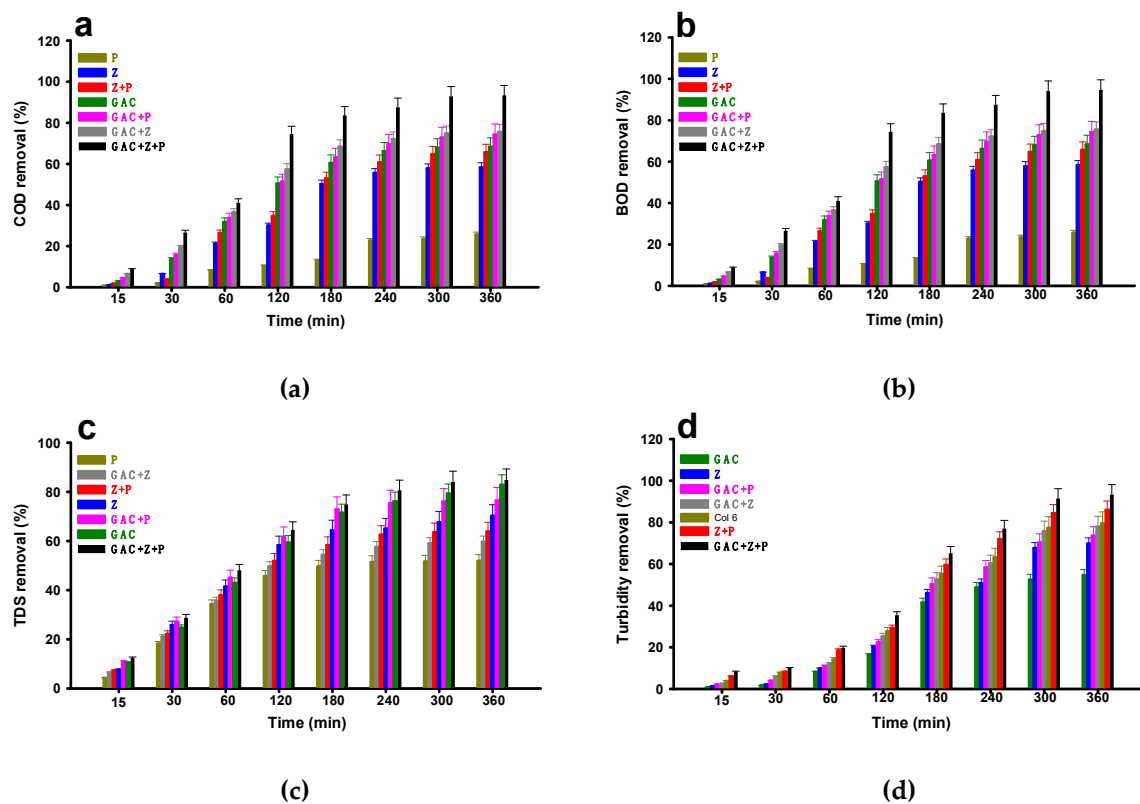 a
COD removal (%)
120
100
80
60
40
20
0
P
Z
Z+P
GAC
GAC+P
GAC+Z
GAC+Z+P
15 30 60 120 180 240 300 360
Time (min)
(a)
b
BOD removal (%)
120
100
80
60
40
20
0
P
Z
Z+P
GAC
GAC+P
GAC+Z
GAC+Z+P
15 30 60 120 180 240 300 360
Time (min)
(b)
c
TDS removal (%)
100
80
60
40
20
0
P
GAC+Z
Z+P
Z
GAC+P
GAC
GAC+Z+P
15 30 60 120 180 240 300 360
Time (min)
(c)
d
Turbidity removal (%)
120
100
80
60
40
20
0
GAC
Z
GAC+P
GAC+Z
Col 6
Z+P
GAC+Z+P
15 30 60 120 180 240 300 360
Time (min)
(d)